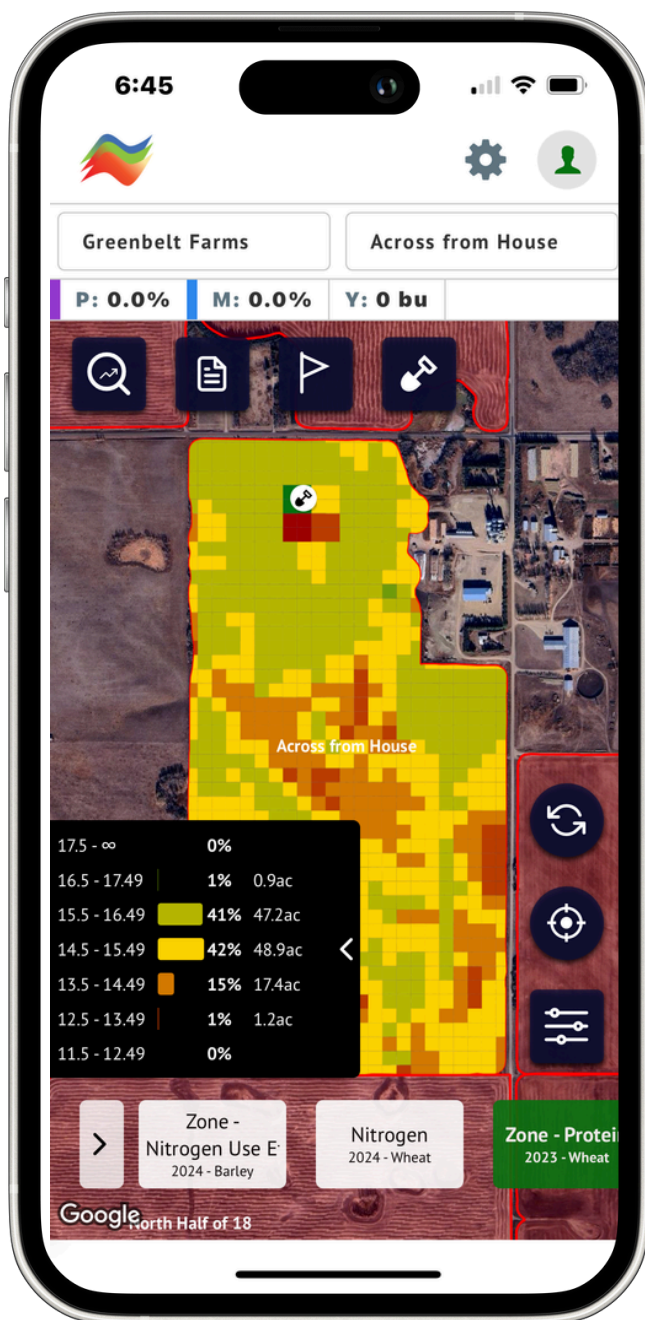 6:45
Greenbelt Farms
Across from House
P: 0.0% M: 0.0% Y: 0 bu
Across from House
17.5 - ∞ 0%
16.5 - 17.49 1% 0.9ac
15.5 - 16.49 41% 47.2ac
14.5 - 15.49 42% 48.9ac
13.5 - 14.49 15% 17.4ac
12.5 - 13.49 1% 1.2ac
11.5 - 12.49 0%
Zone -
Nitrogen Use E
2024 - Barley
Nitrogen
2024 - Wheat
Zone - Protei
2023 - Wheat
Google
North Half of 18